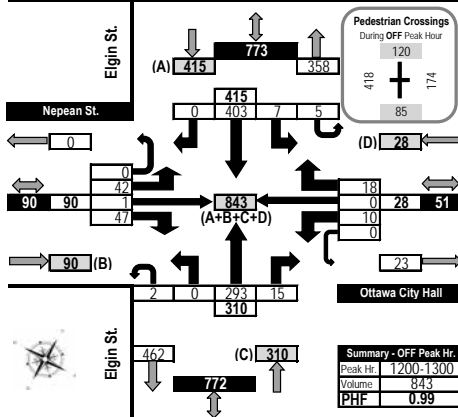 Elgin St.
773
(A) 415
358
Pedestrian Crossings
During OFF Peak Hour
120
418
174
85
415
0 403 7 5
Nepean St.
0
(D) 28
0
42
1
47
90 90
843
(A+B+C+D)
18
0
10
0
28 51
90 (B)
23
2 0 293 15
310
Ottawa City Hall
Elgin St.
462
(C) 310
772
Summary - OFF Peak Hr.
Peak Hr. 1200-1300
Volume 843
PHF 0.99